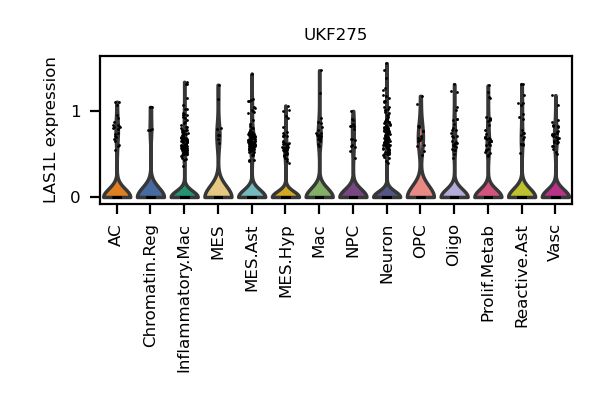 UKF275
LAS1L expression
1
0
AC
Chromatin.Reg
Inflammatory.Mac
MES
MES.Ast
MES.Hyp
Mac
NPC
Neuron
OPC
Oligo
Prolif.Metab
Reactive.Ast
Vasc